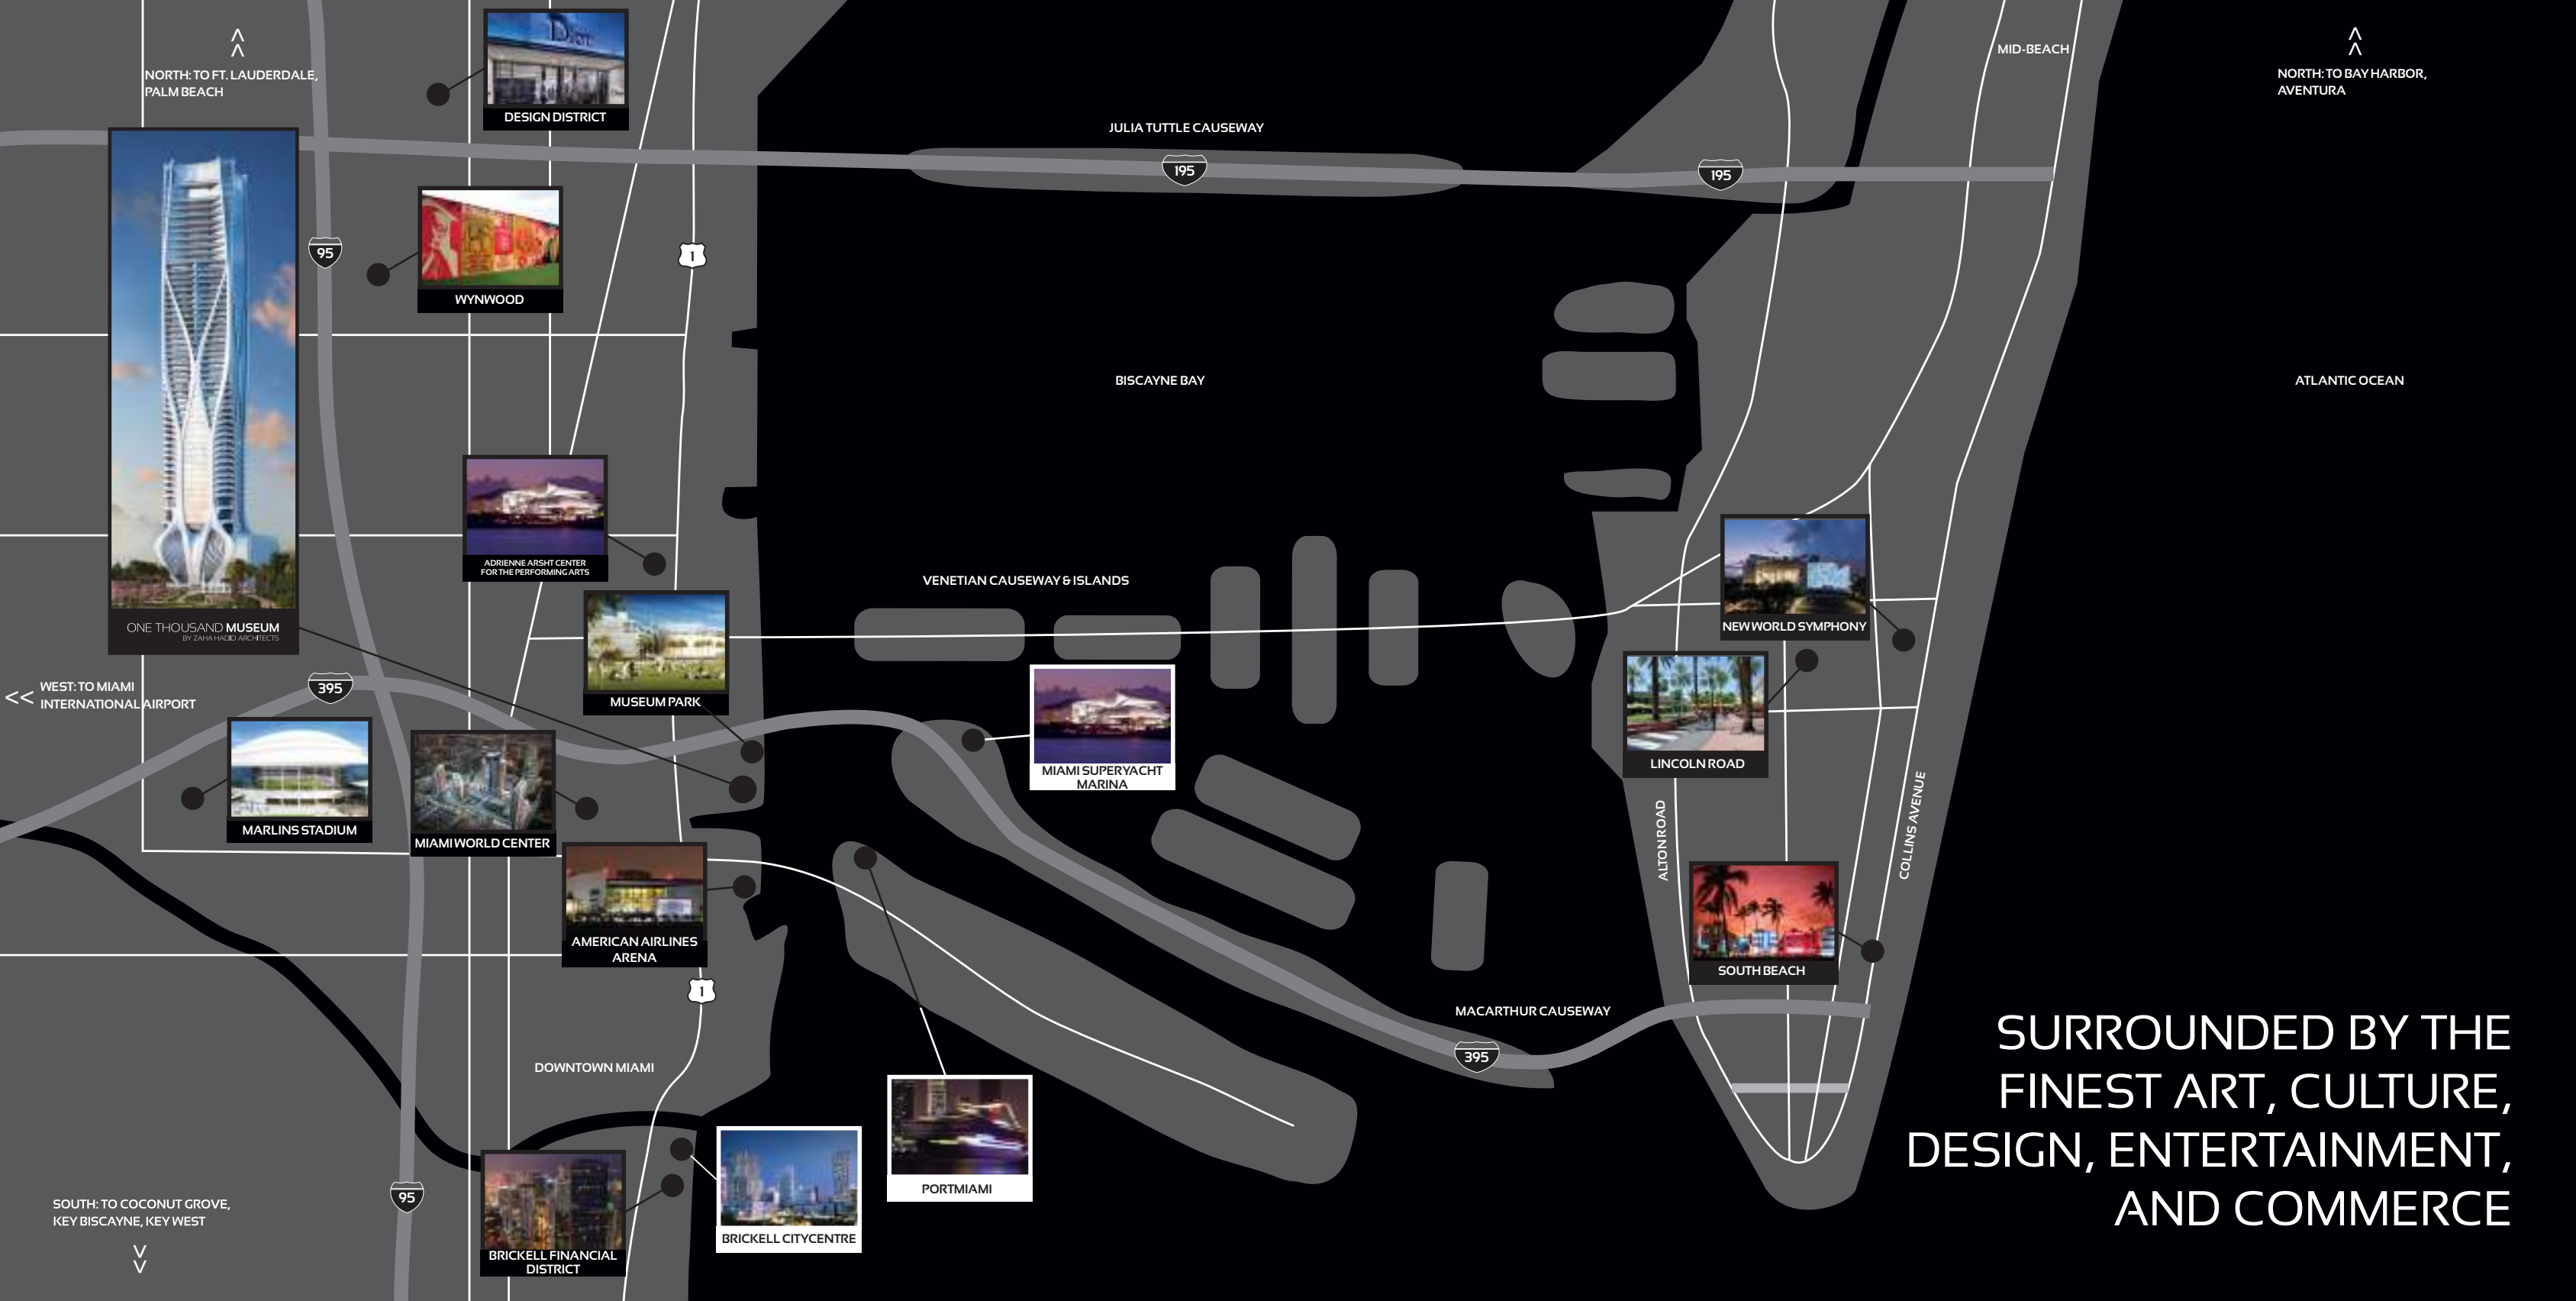 NORTH: TO FT. LAUDERDALE,
PALM BEACH
Dior
DESIGN DISTRICT
MID-BEACH
NORTH: TO BAY HARBOR,
AVENTURA
JULIA TUTTLE CAUSEWAY
195
195
95
WYNWOOD
1
BISCAYNE BAY
ATLANTIC OCEAN
ADRIENNE ARSHT CENTER
FOR THE PERFORMING ARTS
VENETIAN CAUSEWAY & ISLANDS
ONE THOUSAND MUSEUM
BY ZAHA HADID ARCHITECTS
NEW WORLD SYMPHONY
WEST: TO MIAMI
INTERNATIONAL AIRPORT
395
MUSEUM PARK
MIAMI SUPERYACHT
MARINA
LINCOLN ROAD
MARLINS STADIUM
MIAMI WORLD CENTER
ALTON ROAD
COLLINS AVENUE
AMERICAN AIRLINES
ARENA
SOUTH BEACH
1
MACARTHUR CAUSEWAY
395
DOWNTOWN MIAMI
SOUTH: TO COCONUT GROVE,
KEY BISCAYNE, KEY WEST
95
BRICKELL FINANCIAL
DISTRICT
BRICKELL CITYCENTRE
PORTMIAMI
SURROUNDED BY THE
FINEST ART, CULTURE,
DESIGN, ENTERTAINMENT,
AND COMMERCE